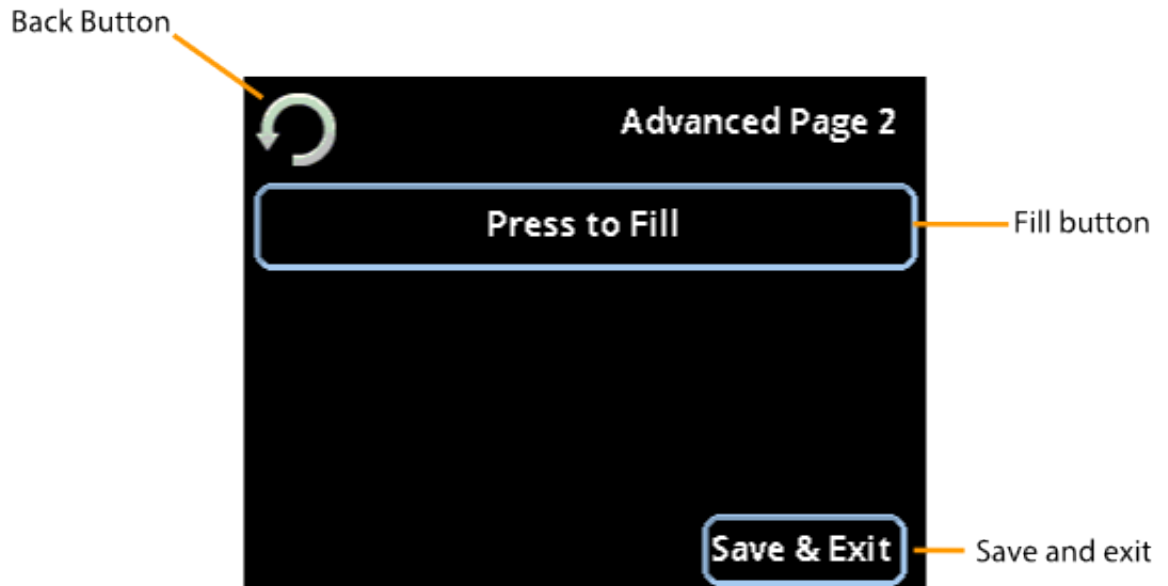 Back Button
Advanced Page 2
Press to Fill
Fill button
Save & Exit
Save and exit